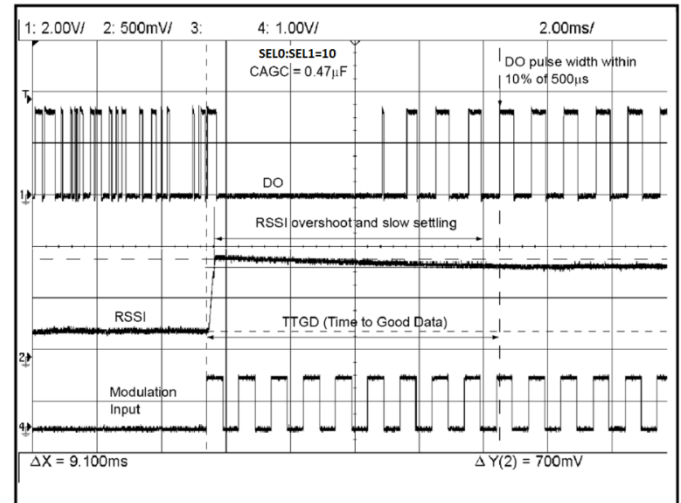 1: 2.00V/ 2: 500mV/ 3: 4: 1.00V/ 2.00ms/
SEL0:SEL1=10
CAGC = 0.47µF
DO pulse width within
10% of 500µs
T
DO
1
RSSI overshoot and slow settling
RSSI
TTGD (Time to Good Data)
2
Modulation
Input
4
ΔX = 9.100ms ΔY(2) = 700mV